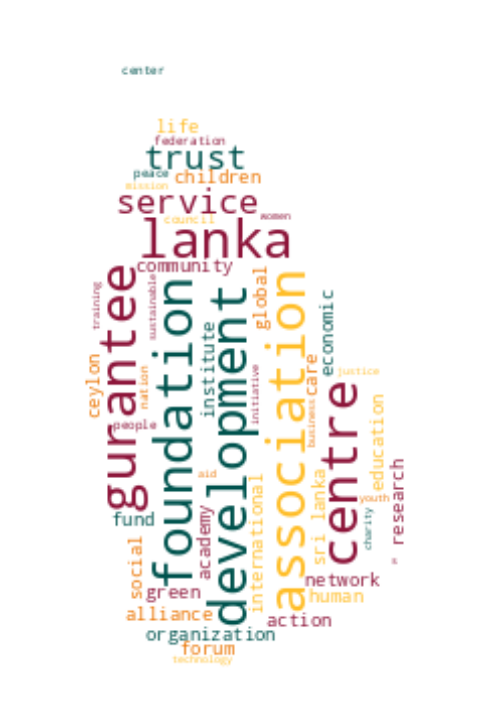 center
life
federation
trust
peace
children
mission
service
council
women
lanka
community
gurantee
training
sustainable
foundation
development
global
association
economic
institute
ceylon
nation
initiative
care
business
justice
people
centre
education
aid
youth
research
fund
international
sri lanka
charity
academy
social
network
green
human
alliance
action
organization
forum
technology